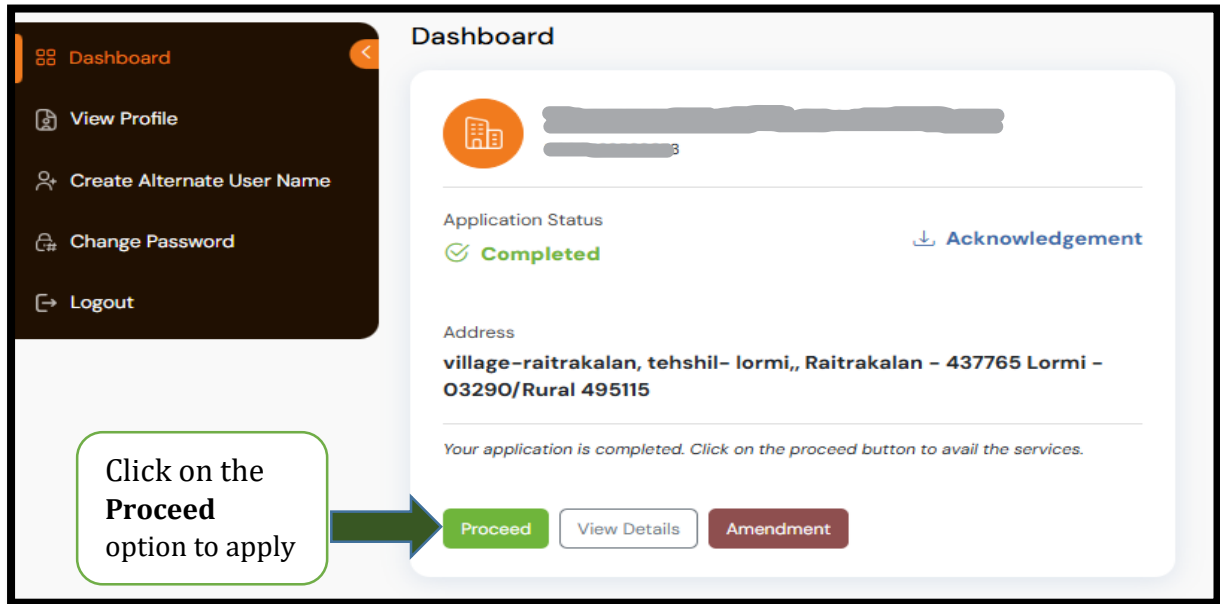 Dashboard
View Profile
Create Alternate User Name
Change Password
Logout
Dashboard
3
Application Status
Completed
Acknowledgement
Address
village-raitrakalan, tehshil- lormi,, Raitrakalan - 437765 Lormi -
03290/Rural 495115
Your application is completed. Click on the proceed button to avail the services.
Click on the
Proceed
option to apply
Proceed
View Details
Amendment